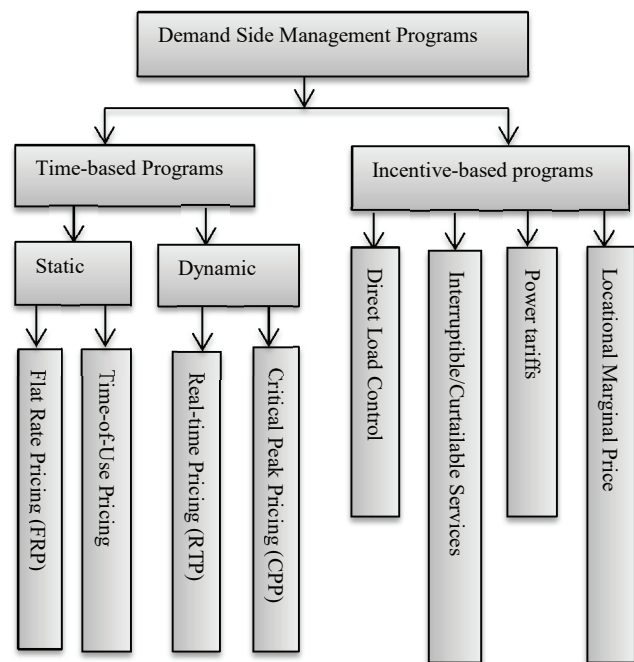 Demand Side Management Programs
Time-based Programs
Incentive-based programs
Static
Dynamic
Flat Rate Pricing (FRP)
Time-of-Use Pricing
Real-time Pricing (RTP)
Critical Peak Pricing (CPP)
Direct Load Control
Interruptible/Curtailable Services
Power tariffs
Locational Marginal Price